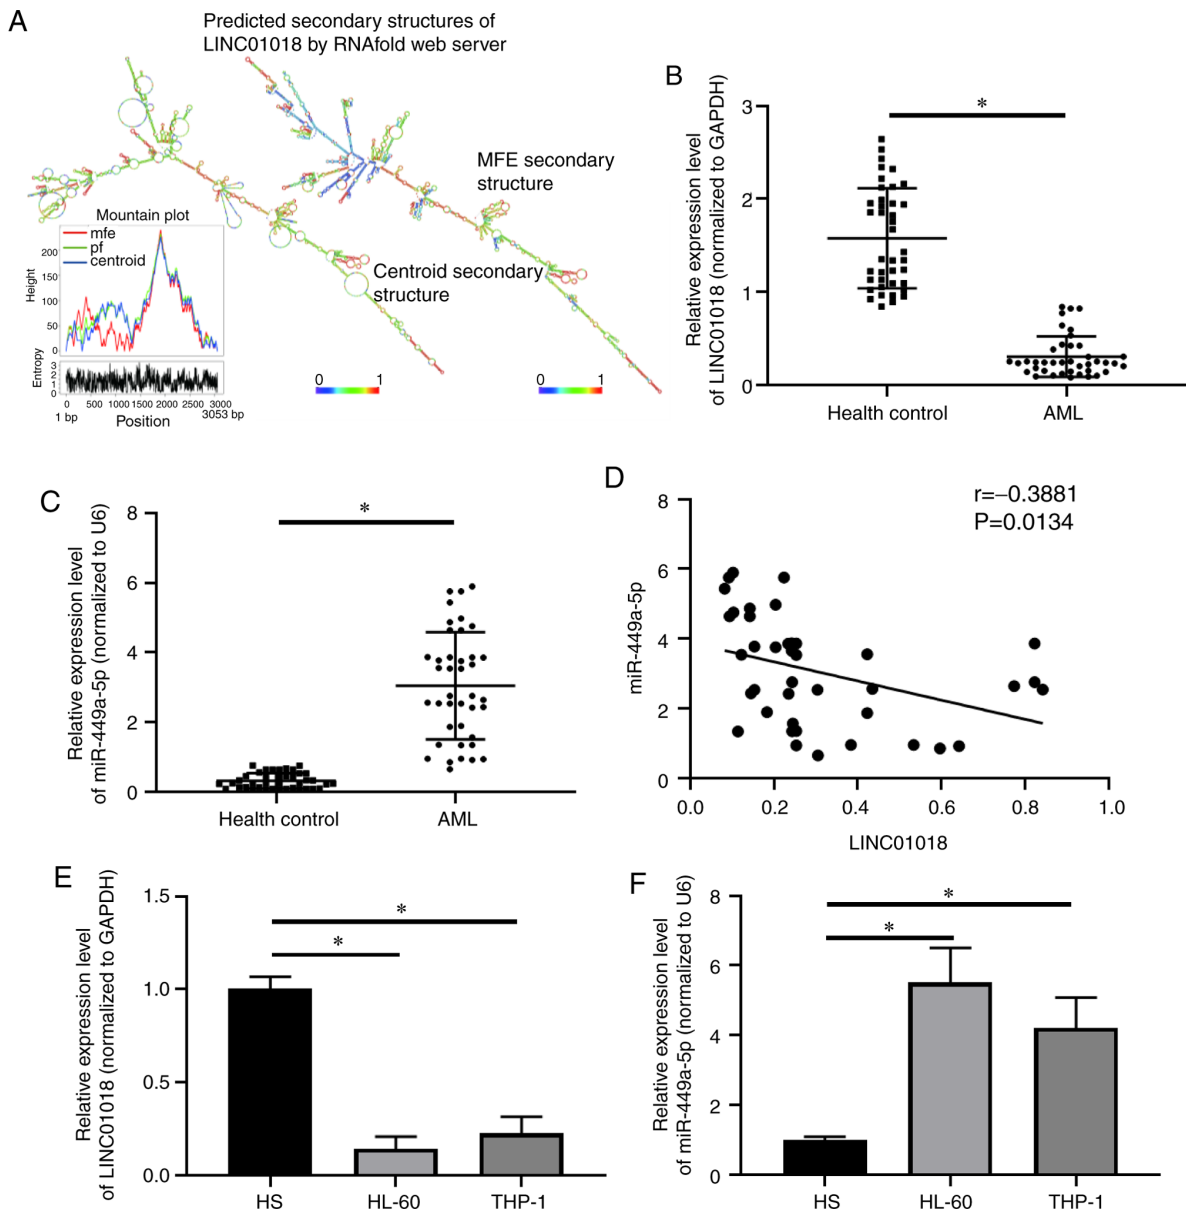 A
Predicted secondary structures of
LINC01018 by RNAfold web server
MFE secondary
structure
Centroid secondary
structure
Mountain plot
mfe
pf
centroid
Height
200
150
100
50
0
Entropy
3
2
1
0
0 500 1000 1500 2000 2500 3000
1 bp 3053 bp
Position
0 1
0 1
B
Relative expression level
of LINC01018 (normalized to GAPDH)
3
2
1
0
*
Health control AML
C
Relative expression level
of miR-449a-5p (normalized to U6)
8
6
4
2
0
*
Health control AML
D
r=−0.3881
P=0.0134
miR-449a-5p
8
6
4
2
0
0.0 0.2 0.4 0.6 0.8 1.0
LINC01018
E
Relative expression level
of LINC01018 (normalized to GAPDH)
1.5
1.0
0.5
0.0
*
*
HS HL-60 THP-1
F
Relative expression level
of miR-449a-5p (normalized to U6)
8
6
4
2
0
*
*
HS HL-60 THP-1